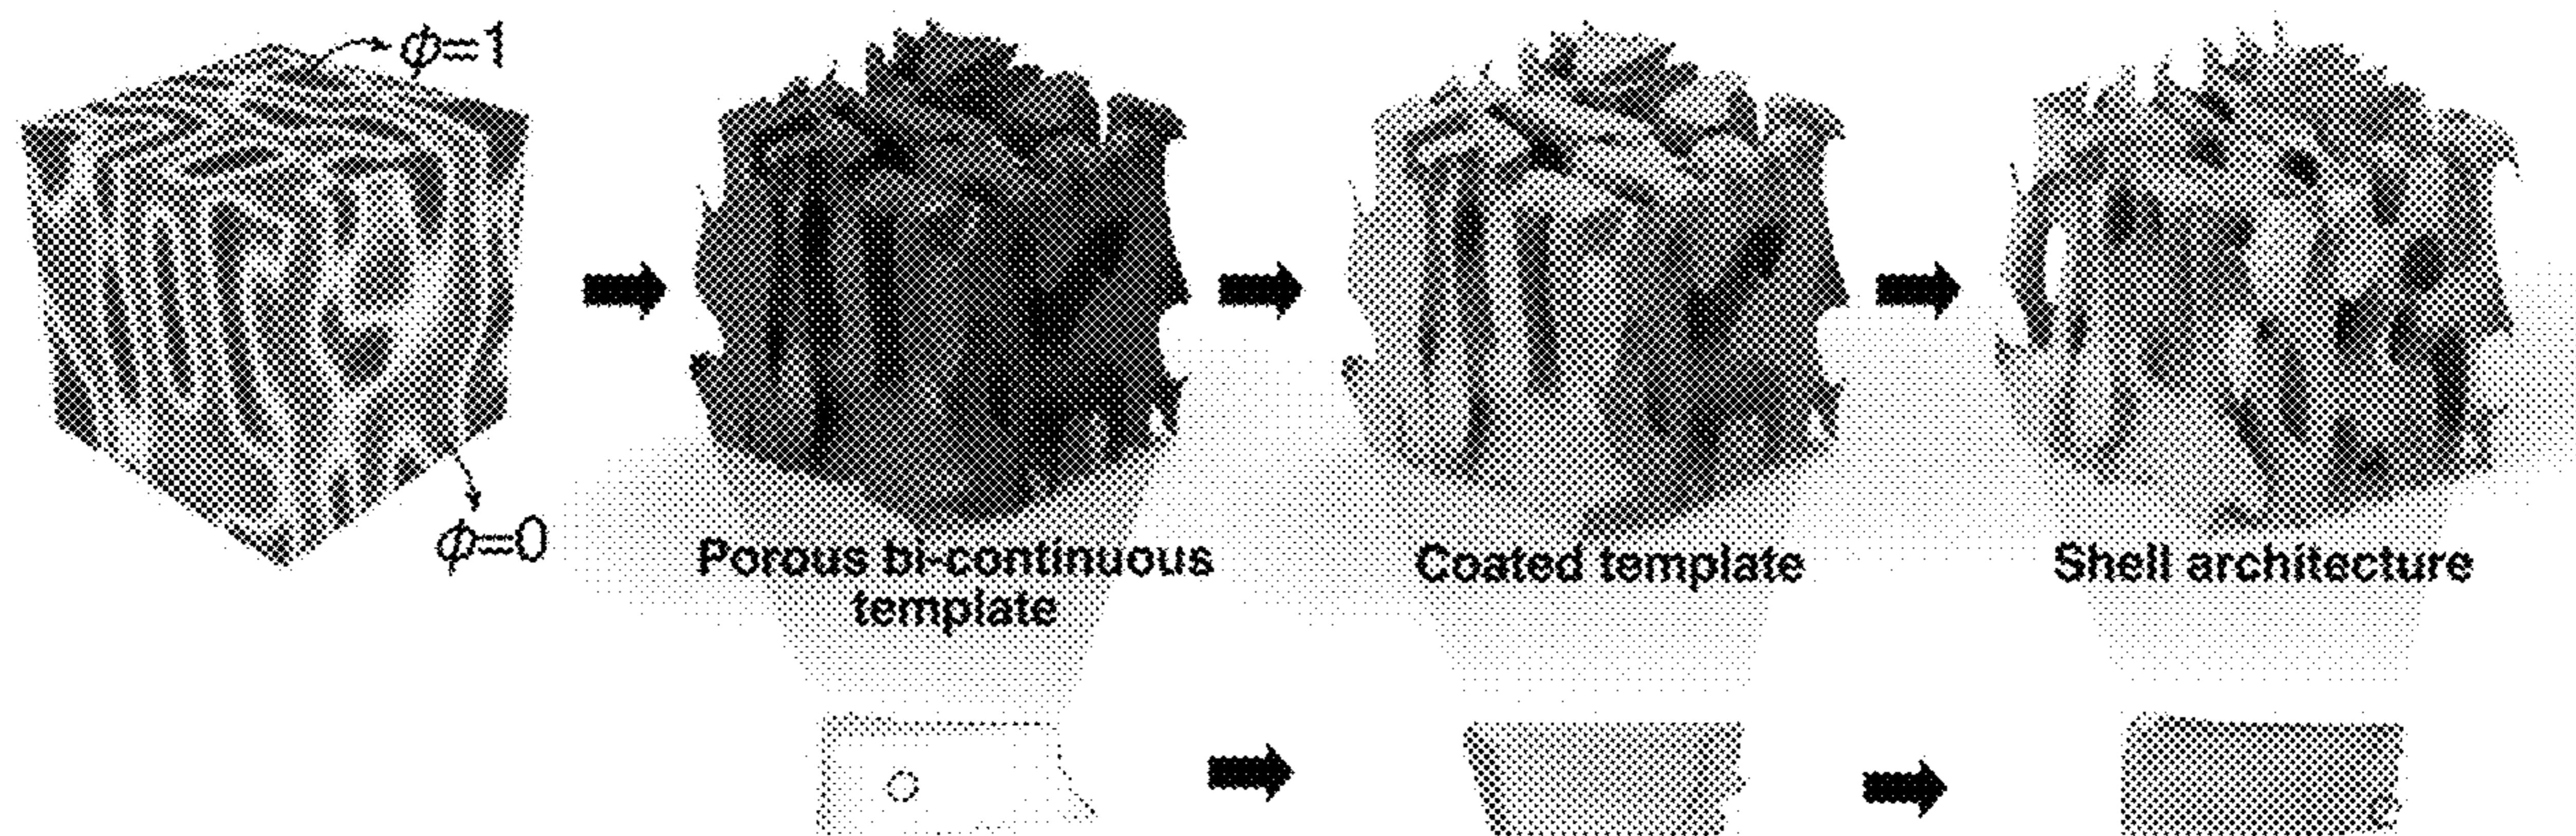 ϕ=1
ϕ=0
Porous bi-continuous
template
Coated template
Shell architecture